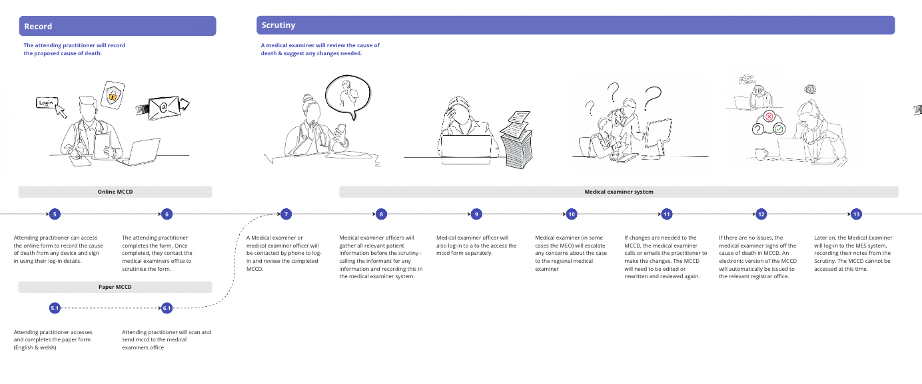 Record
Scrutiny
The attending practitioner will record
the proposed cause of death.
A medical examiner will review the cause of
death & suggest any changes needed.
Login
Online MCCD
Medical examiner system
5
6
7
8
9
10
11
12
13
Attending practitioner can access
the online form to record the cause
of death from any device and sign
in using their log-in details.
The attending practitioner
completes the form. Once
completed, they contact the
medical examiners office to
scrutinise the form.
A Medical examiner or
medical examiner officer will
be contacted by phone to log-
in and review the completed
MCCD.
Medical examiner officers will
gather all relevant patient
information before the scrutiny -
calling the informant for any
information and recording this in
the medical examiner system.
Medical examiner officer will
also log-in to a to the access the
mccd form separately.
Medical examiner (in some
cases the MEO) will escalate
any concerns about the case
to the regional medical
examiner
If changes are needed to the
MCCD, the medical examiner
calls or emails the practitioner to
make the changes. The MCCD
will need to be edited or
rewritten and reviewed again.
If there are no issues, the
medical examiner signs off the
cause of death in MCCD. An
electronic version of the MCCD
will automatically be issued to
the relevant registrar office.
Later on, the Medical Examiner
will log-in to the MES system,
recording their notes from the
Scrutiny. The MCCD cannot be
accessed at this time.
Paper MCCD
5.1
6.1
Attending practitioner accesses
and completes the paper form
(English & welsh)
Attending practitioner will scan and
send mccd to the medical
examiners office